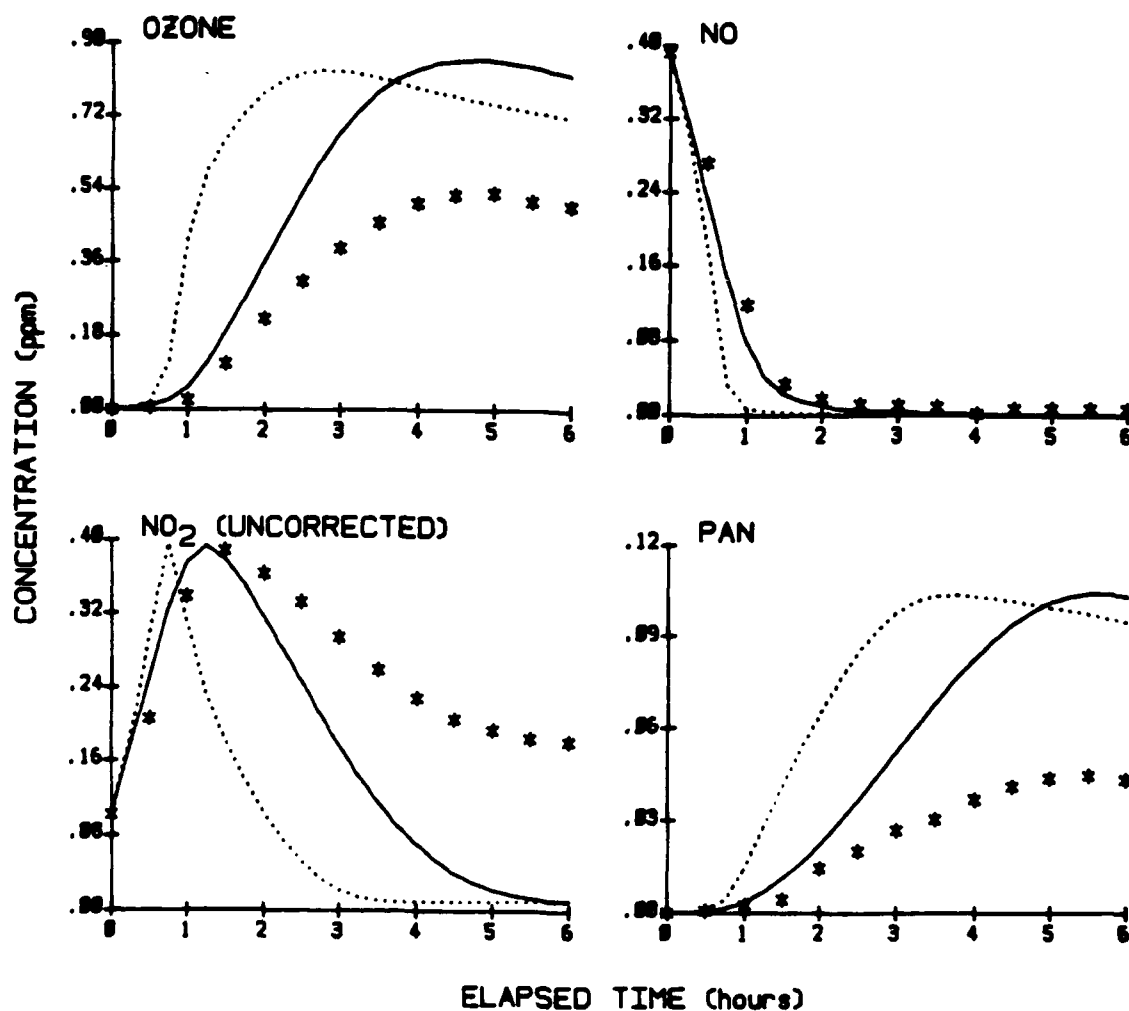 OZONE
.90
.72
.54
.36
.18
.00
0 1 2 3 4 5 6
NO
.40
.32
.24
.16
.08
.00
0 1 2 3 4 5 6
CONCENTRATION (ppm)
NO2 (UNCORRECTED)
.40
.32
.24
.16
.08
.00
0 1 2 3 4 5 6
PAN
.12
.09
.06
.03
.00
0 1 2 3 4 5 6
ELAPSED TIME (hours)